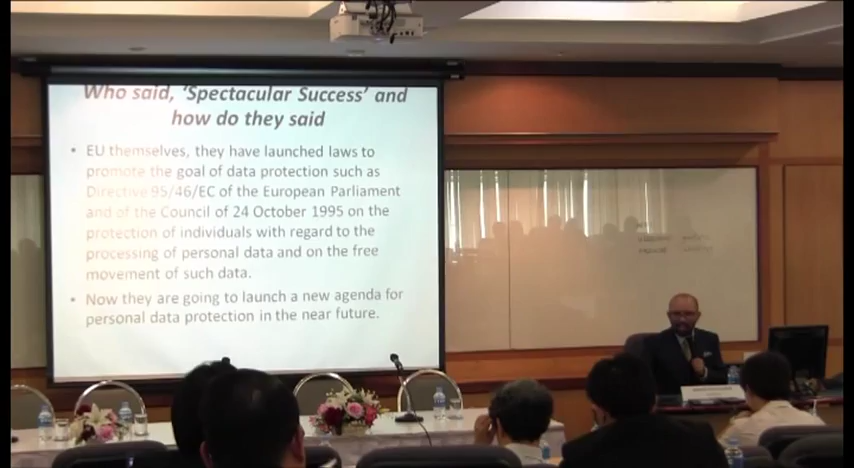 Who said, 'Spectacular Success' and
how do they said
• EU themselves, they have launched laws to
promote the goal of data protection such as
Directive 95/46/EC of the European Parliament
and of the Council of 24 October 1995 on the
protection of individuals with regard to the
processing of personal data and on the free
movement of such data.
• Now they are going to launch a new agenda for
personal data protection in the near future.